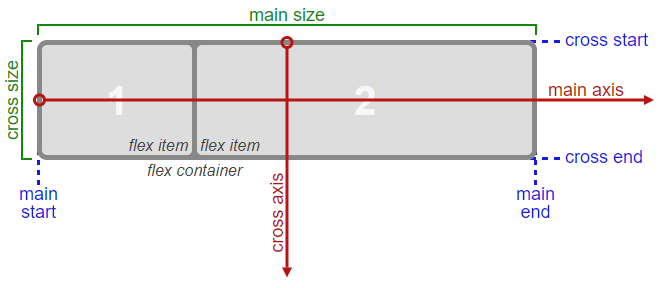 main size
cross start
cross size
1
2
main axis
flex item
flex item
cross end
flex container
cross axis
main
start
main
end